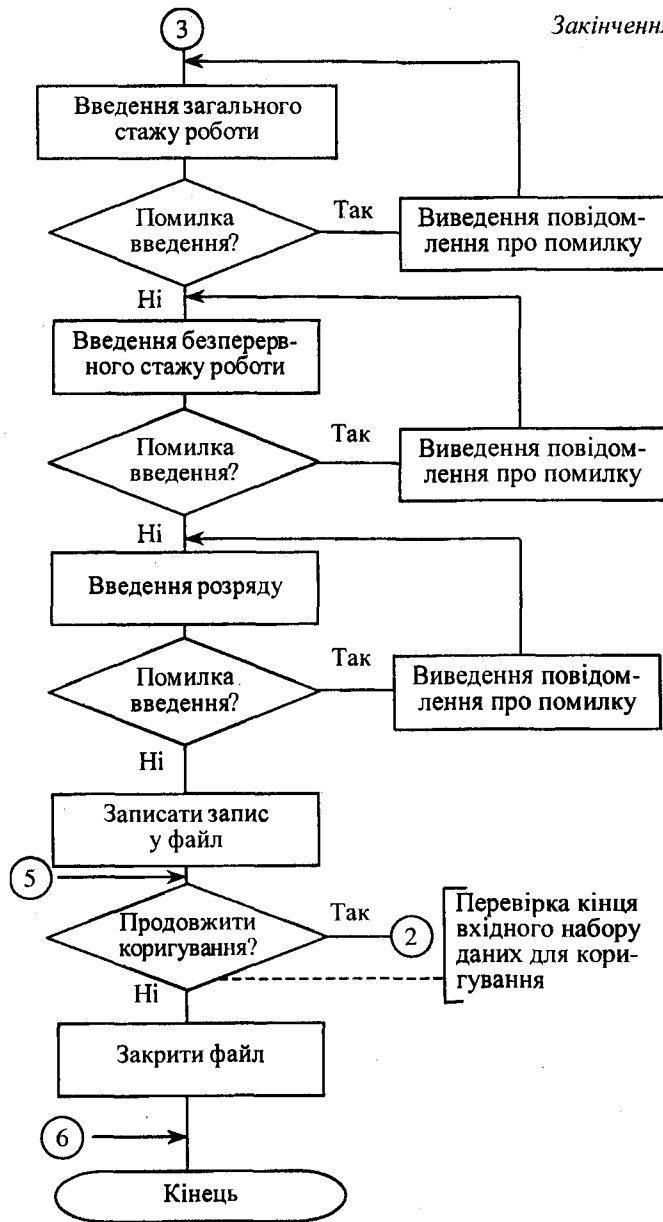 3
Закінчення
Введення загального
стажу роботи
Помилка
введення?
Так
Виведення повідом-
лення про помилку
Ні
Введення безперерв-
ного стажу роботи
Помилка
введення?
Так
Виведення повідом-
лення про помилку
Ні
Введення розряду
Помилка
введення?
Так
Виведення повідом-
лення про помилку
Ні
Записати запис
у файл
5
Продовжити
коригування?
Так
2
Перевірка кінця
вхідного набору
даних для кори-
гування
Ні
Закрити файл
6
Кінець